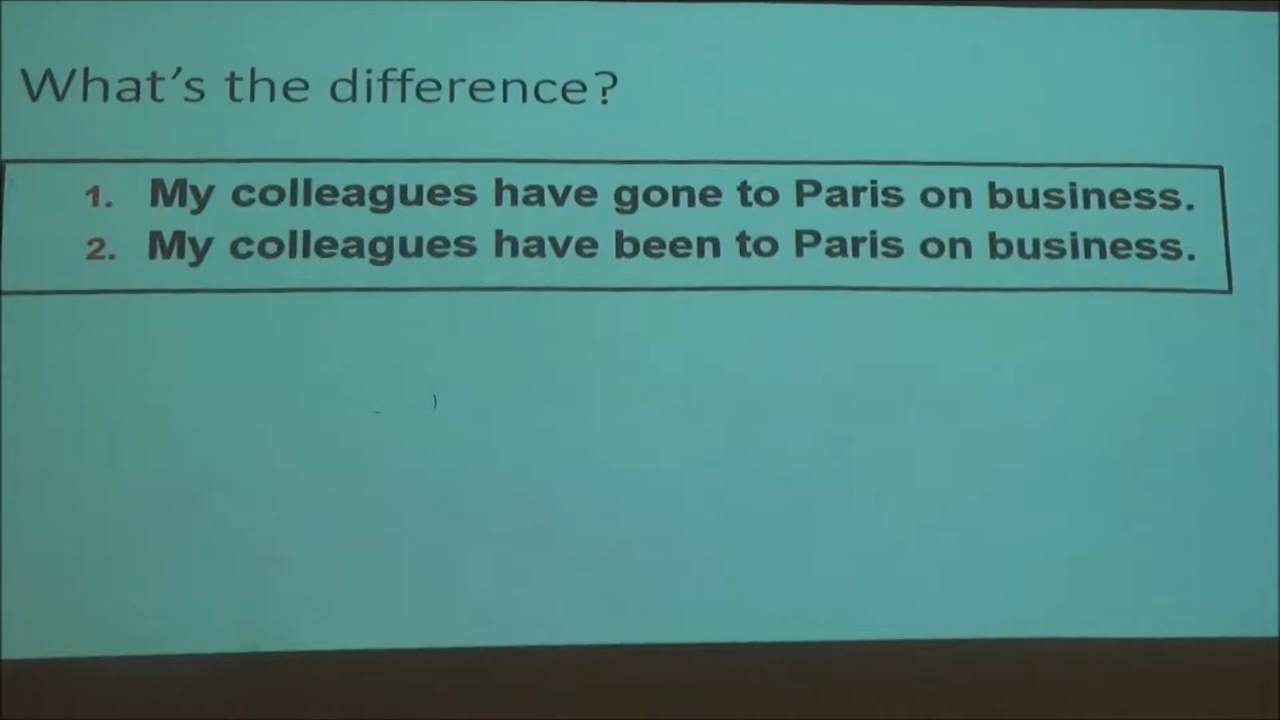 What's the difference?
1. My colleagues have gone to Paris on business.
2. My colleagues have been to Paris on business.